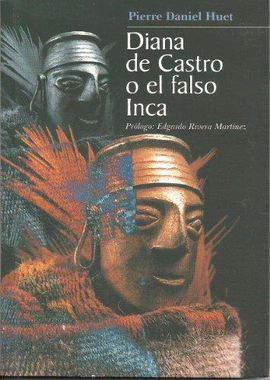 Pierre Daniel Huet
Diana
de Castro
o el falso
Inca
Prólogo: Edgardo Rivera Martínez